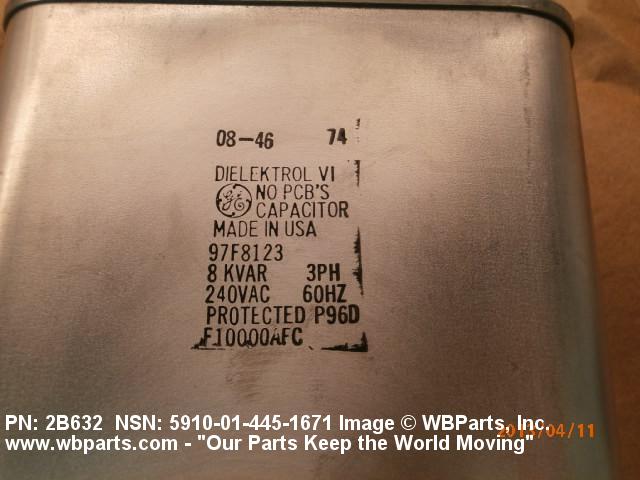 08-46 74
DIELEKTROL VI
GE NO PCB'S
CAPACITOR
MADE IN USA
97F8123
8 KVAR 3PH
240VAC 60HZ
PROTECTED P96D
F10000AFC
PN: 2B632 NSN: 5910-01-445-1671 Image © WBParts, Inc.
2013/04/11
www.wbparts.com - "Our Parts Keep the World Moving"